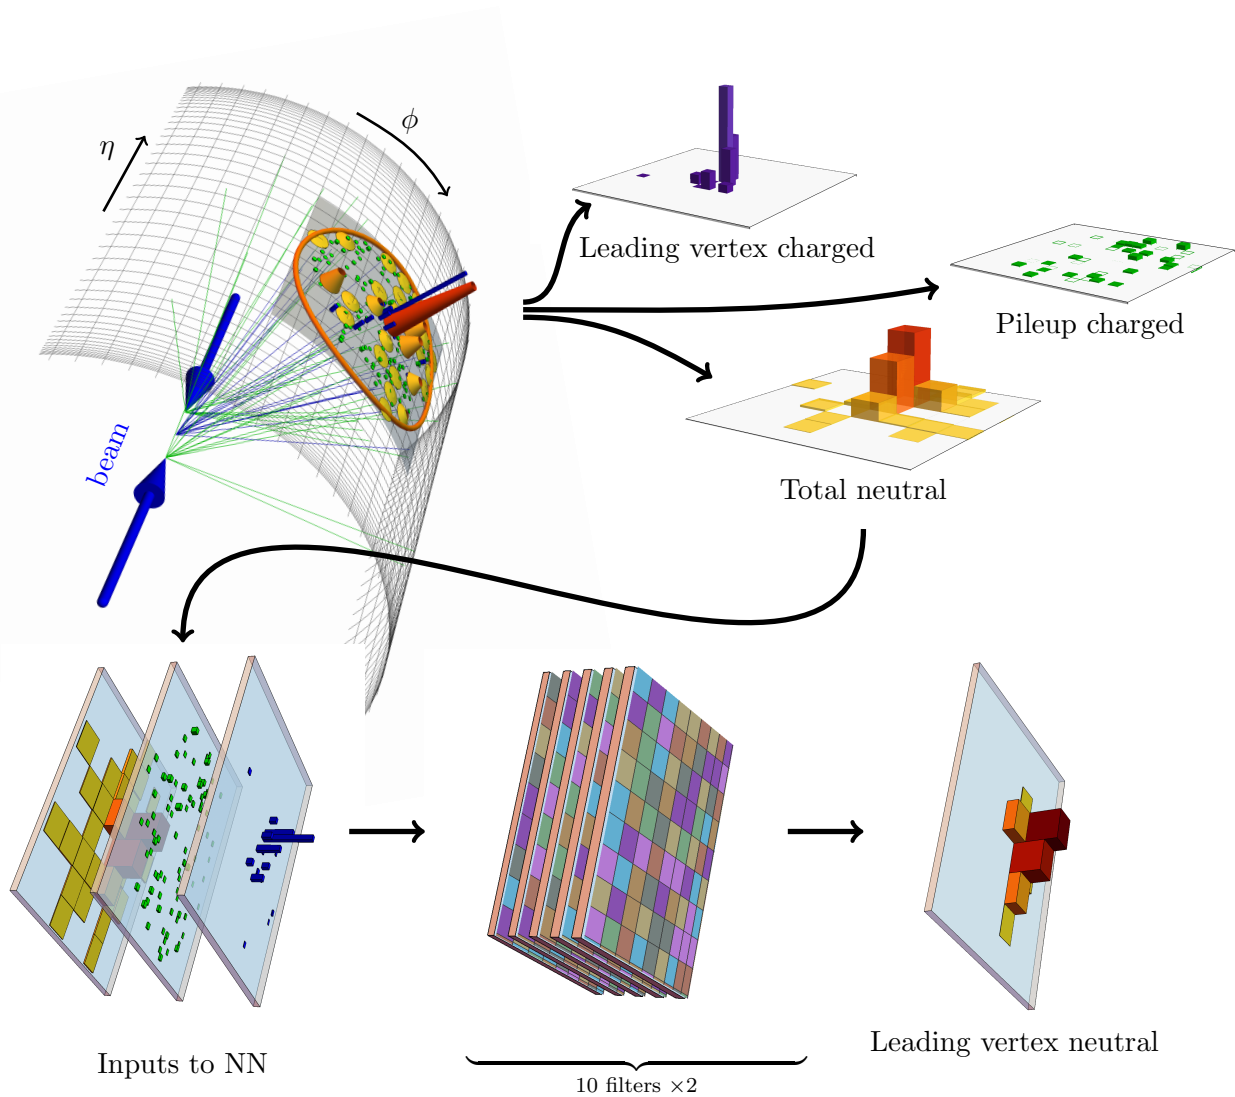 η
ϕ
Leading vertex charged
Pileup charged
beam
Total neutral
Inputs to NN
10 filters ×2
Leading vertex neutral